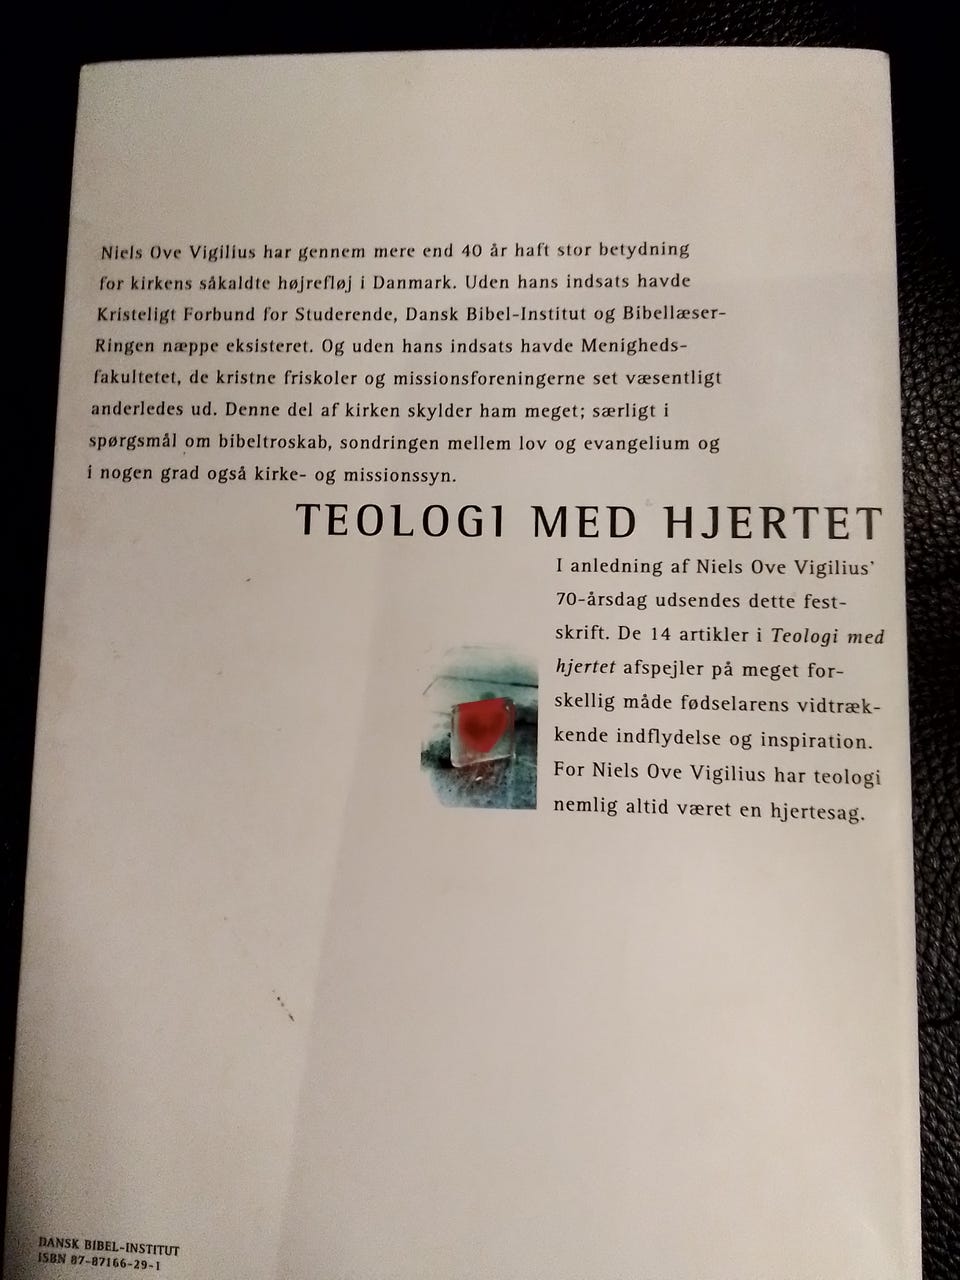 Niels Ove Vigilius har gennem mere end 40 år haft stor betydning
for kirkens såkaldte højrefløj i Danmark. Uden hans indsats havde
Kristeligt Forbund for Studerende, Dansk Bibel-Institut og Bibellæser-
Ringen næppe eksisteret. Og uden hans indsats havde Menigheds-
fakultetet, de kristne friskoler og missionsforeningerne set væsentligt
anderledes ud. Denne del af kirken skylder ham meget; særligt i
spørgsmål om bibeltroskab, sondringen mellem lov og evangelium og
i nogen grad også kirke- og missionssyn.
TEOLOGI MED HJERTET
I anledning af Niels Ove Vigilius'
70-årsdag udsendes dette fest-
skrift. De 14 artikler i Teologi med
hjertet afspejler på meget for-
skellig måde fødselarens vidtræk-
kende indflydelse og inspiration.
For Niels Ove Vigilius har teologi
nemlig altid været en hjertesag.
DANSK BIBEL-INSTITUT
ISBN 87-87166-29-1